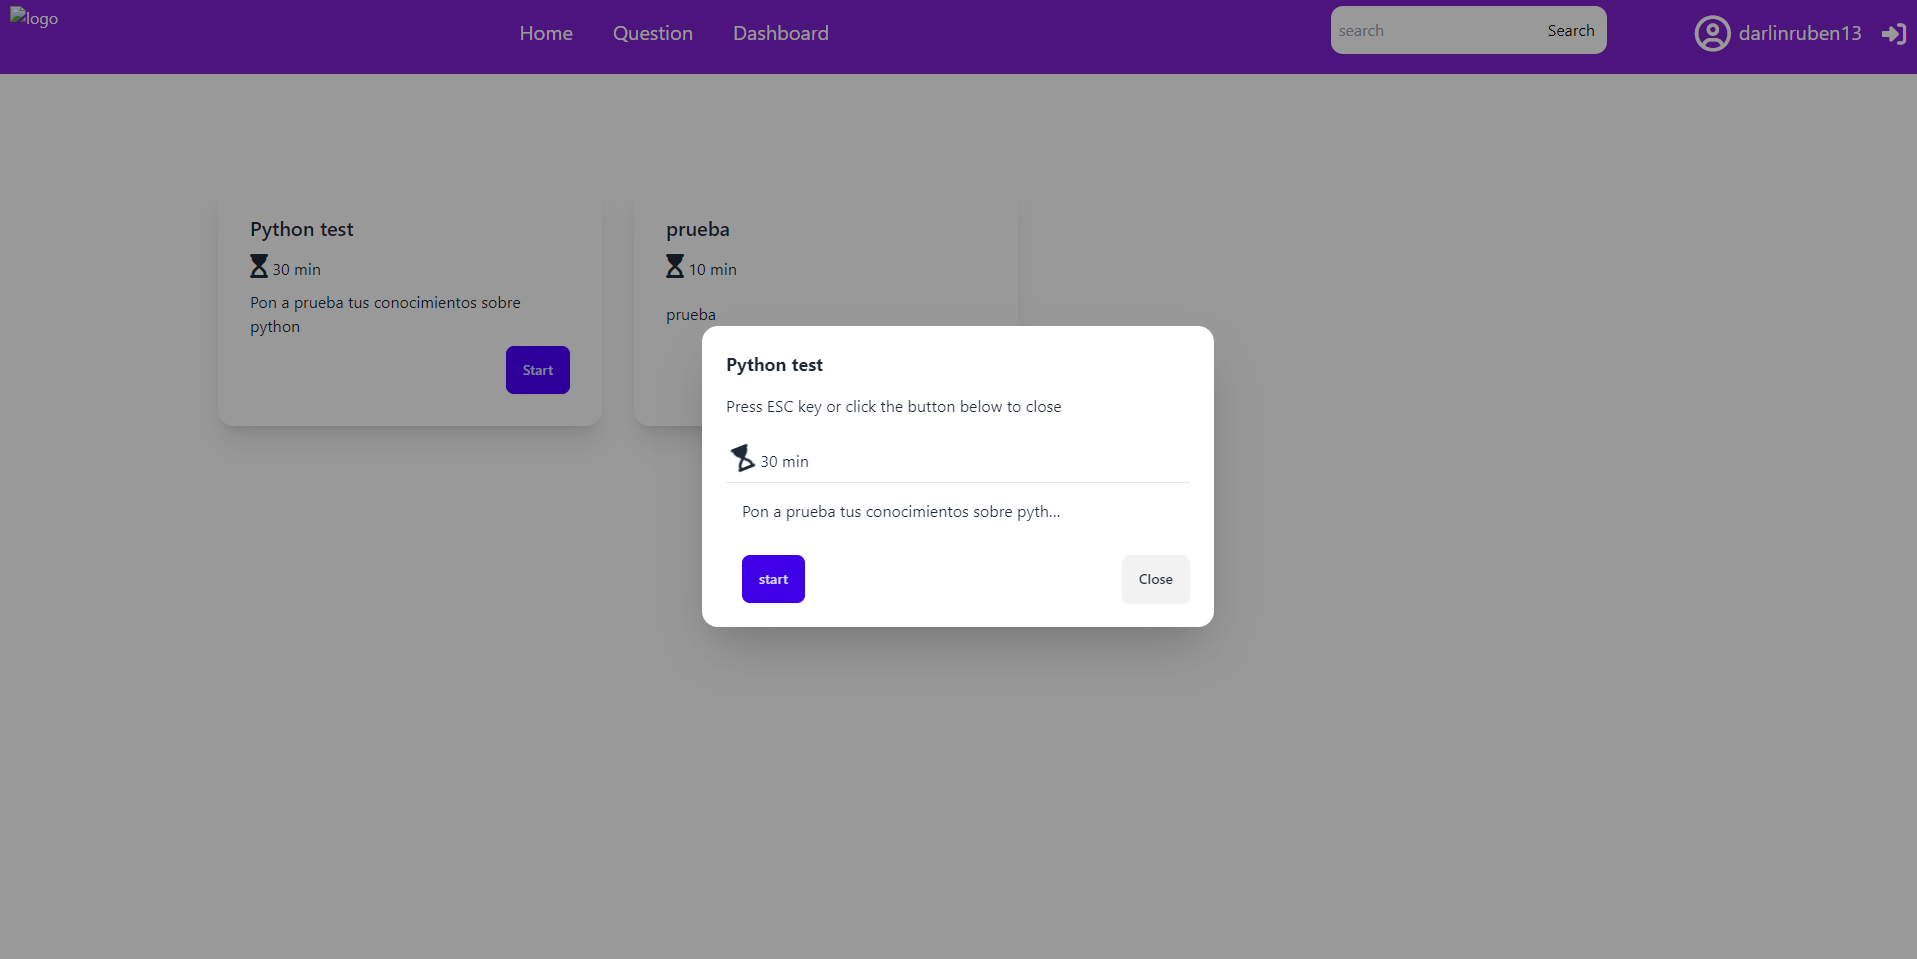 logo
Home
Question
Dashboard
search
Search
darlinruben13
Python test
30 min
Pon a prueba tus conocimientos sobre
python
Start
prueba
10 min
prueba
Python test
Press ESC key or click the button below to close
30 min
Pon a prueba tus conocimientos sobre pyth...
start
Close